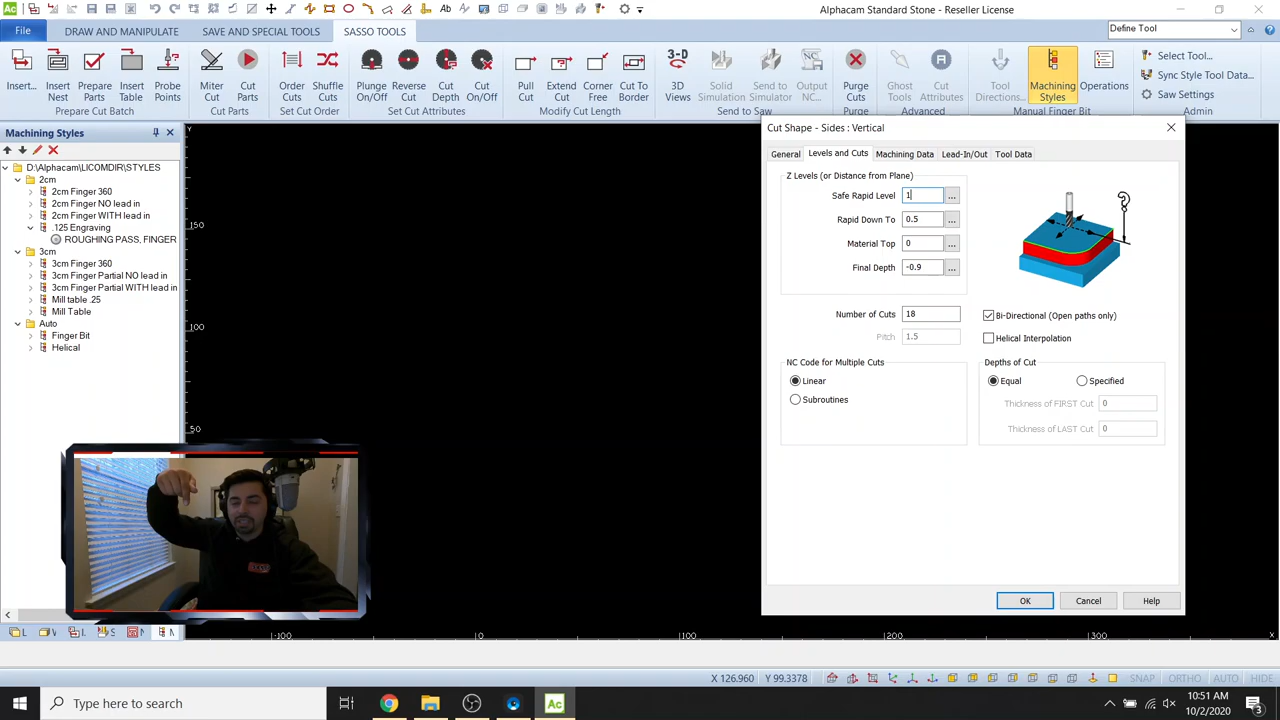 Alphacam Standard Stone - Reseller License
File DRAW AND MANIPULATE SAVE AND SPECIAL TOOLS SASSO TOOLS Define Tool
Insert... Insert Nest Prepare Parts Insert Table Probe Points Miter Cut Cut Parts Order Cuts Shuffle Cuts Plunge On/Off Reverse Cut Cut Depth Cut On/Off Pull Cut Extend Cut Corner Free Cut To Border 3D Views Solid Simulation Send to Simulator Output NC... Purge Cuts Ghost Tools Cut Attributes Tool Directions... Machining Styles Operations
Select Tool...
Sync Style Tool Data...
Saw Settings
Prepare Cut Batch Cut Parts Set Cut Order Set Cut Attributes Modify Cut Length Send to Saw Purge Advanced Manual Finger Bit Admin
Machining Styles
D:\Alphacam\LICOMDIR\STYLES
2cm
2cm Finger 360
2cm Finger NO lead in
2cm Finger WITH lead in
.125 Engraving
ROUGHING PASS, FINGER
3cm
3cm Finger 360
3cm Finger Partial NO lead in
3cm Finger Partial WITH lead in
Mill table .25
Mill Table
Auto
Finger Bit
Helical
Y
150
100
50
-100 0 100 200 300 X
Cut Shape - Sides : Vertical
General Levels and Cuts Machining Data Lead-In/Out Tool Data
Z Levels (or Distance from Plane)
Safe Rapid Level 1 ...
Rapid Down To 0.5 ...
Material Top 0 ...
Final Depth -0.9 ...
Number of Cuts 18
Pitch 1.5
Bi-Directional (Open paths only)
Helical Interpolation
NC Code for Multiple Cuts
Linear
Subroutines
Depths of Cut
Equal Specified
Thickness of FIRST Cut 0
Thickness of LAST Cut 0
OK Cancel Help
X 126.960 Y 99.3378 SNAP ORTHO AUTO HIDE
Type here to search
10:51 AM
10/2/2020